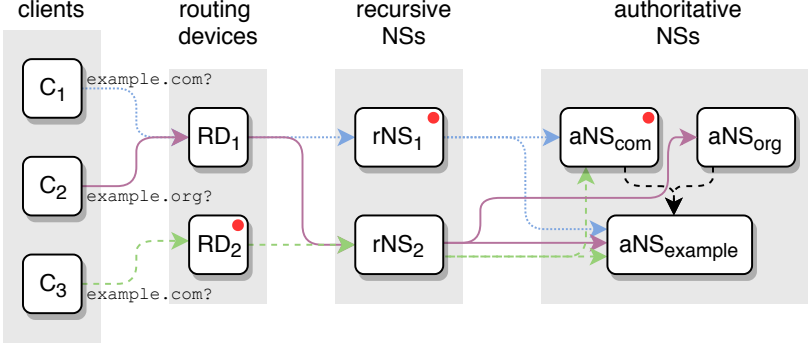 clients
routing
devices
recursive
NSs
authoritative
NSs
C1
example.com?
C2
example.org?
C3
example.com?
RD1
RD2
rNS1
rNS2
aNScom
aNSorg
aNSexample